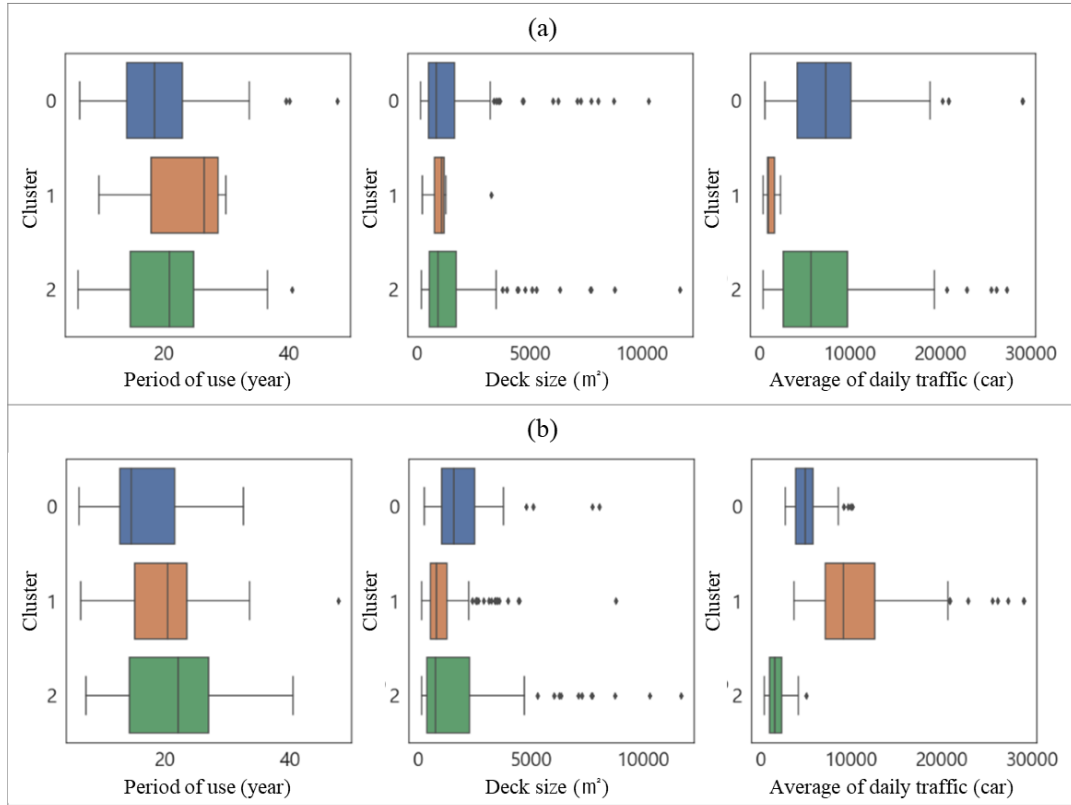 (a)
Cluster
0
1
2
20 40
Period of use (year)
Cluster
0
1
2
0 5000 10000
Deck size (㎡)
Cluster
0
1
2
0 10000 20000 30000
Average of daily traffic (car)
(b)
Cluster
0
1
2
20 40
Period of use (year)
Cluster
0
1
2
0 5000 10000
Deck size (㎡)
Cluster
0
1
2
0 10000 20000 30000
Average of daily traffic (car)